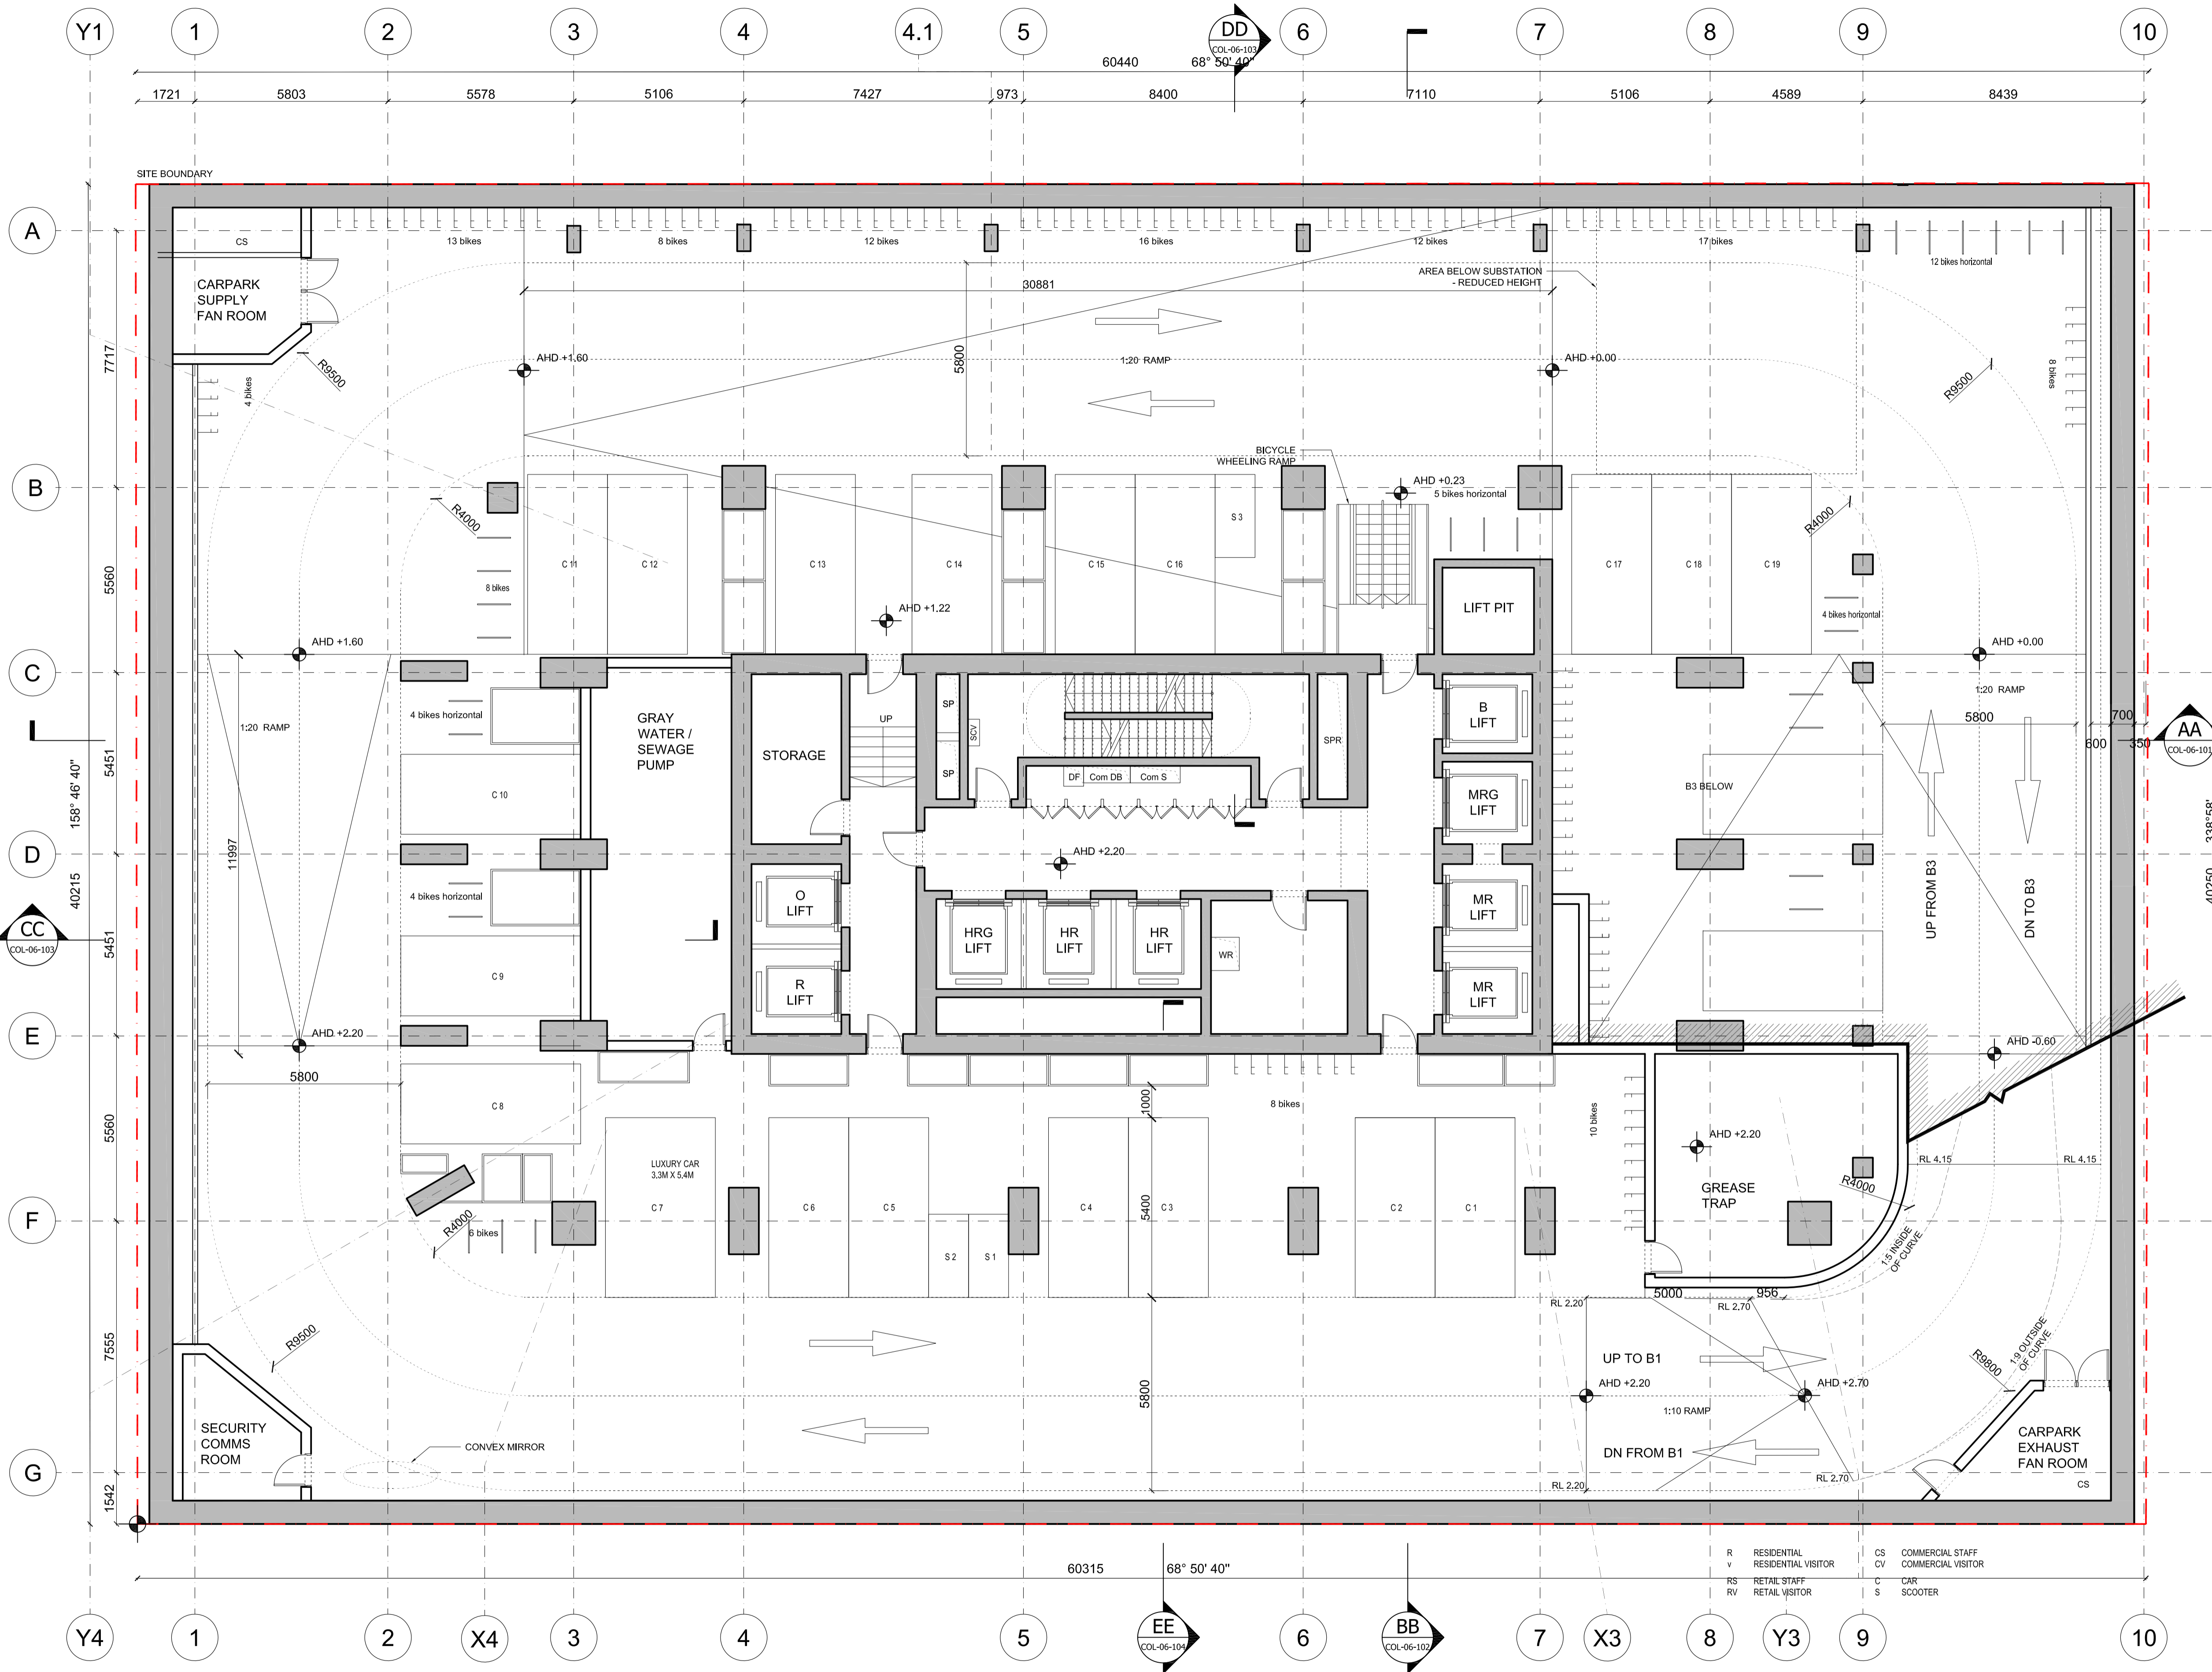 Y1
1
2
3
4
4.1
5
DD
COL-06-103
6
7
8
9
10
60440
68° 50' 40"
1721
5803
5578
5106
7427
973
8400
7110
5106
4589
8439
SITE BOUNDARY
A
CS
13 bikes
8 bikes
12 bikes
16 bikes
12 bikes
17 bikes
12 bikes horizontal
CARPARK
SUPPLY
FAN ROOM
AREA BELOW SUBSTATION
- REDUCED HEIGHT
30881
7717
R9500
4 bikes
AHD +1.60
5800
1:20 RAMP
AHD +0.00
R9500
8 bikes
BICYCLE
WHEELING RAMP
B
AHD +0.23
5 bikes horizontal
R4000
S 3
R4000
5560
C 11
C 12
C 13
C 14
C 15
C 16
C 17
C 18
C 19
8 bikes
AHD +1.22
LIFT PIT
4 bikes horizontal
AHD +1.60
AHD +0.00
C
1:20 RAMP
1:20 RAMP
4 bikes horizontal
GRAY
WATER /
SEWAGE
PUMP
STORAGE
UP
SP
SP
SCV
SPR
B
LIFT
5800
700
600
350
AA
COL-06-101
158° 46' 40"
5451
DF
Com DB
Com S
MRG
LIFT
B3 BELOW
C 10
338°58'
D
11997
AHD +2.20
40215
40250
4 bikes horizontal
O
LIFT
MR
LIFT
UP FROM B3
DN TO B3
CC
COL-06-103
5451
HRG
LIFT
HR
LIFT
HR
LIFT
WR
C 9
R
LIFT
MR
LIFT
E
AHD +2.20
AHD -0.60
5800
1000
8 bikes
10 bikes
5560
C 8
AHD +2.20
RL 4.15
RL 4.15
LUXURY CAR
3.3M X 5.4M
GREASE
TRAP
R4000
F
C 7
C 6
C 5
C 4
C 3
5400
C 2
C 1
R4000
6 bikes
S 2
S 1
1:5 INSIDE
OF CURVE
RL 2.20
5000
956
RL 2.70
R9500
7555
1:9 OUTSIDE
OF CURVE
UP TO B1
R9800
5800
AHD +2.20
AHD +2.70
1:10 RAMP
SECURITY
COMMS
ROOM
CONVEX MIRROR
DN FROM B1
CARPARK
EXHAUST
FAN ROOM
G
RL 2.70
RL 2.20
CS
1542
60315
68° 50' 40"
R RESIDENTIAL
v RESIDENTIAL VISITOR
RS RETAIL STAFF
RV RETAIL VISITOR
CS COMMERCIAL STAFF
CV COMMERCIAL VISITOR
C CAR
S SCOOTER
Y4
1
2
X4
3
4
5
EE
COL-06-104
6
BB
COL-06-102
7
X3
8
Y3
9
10